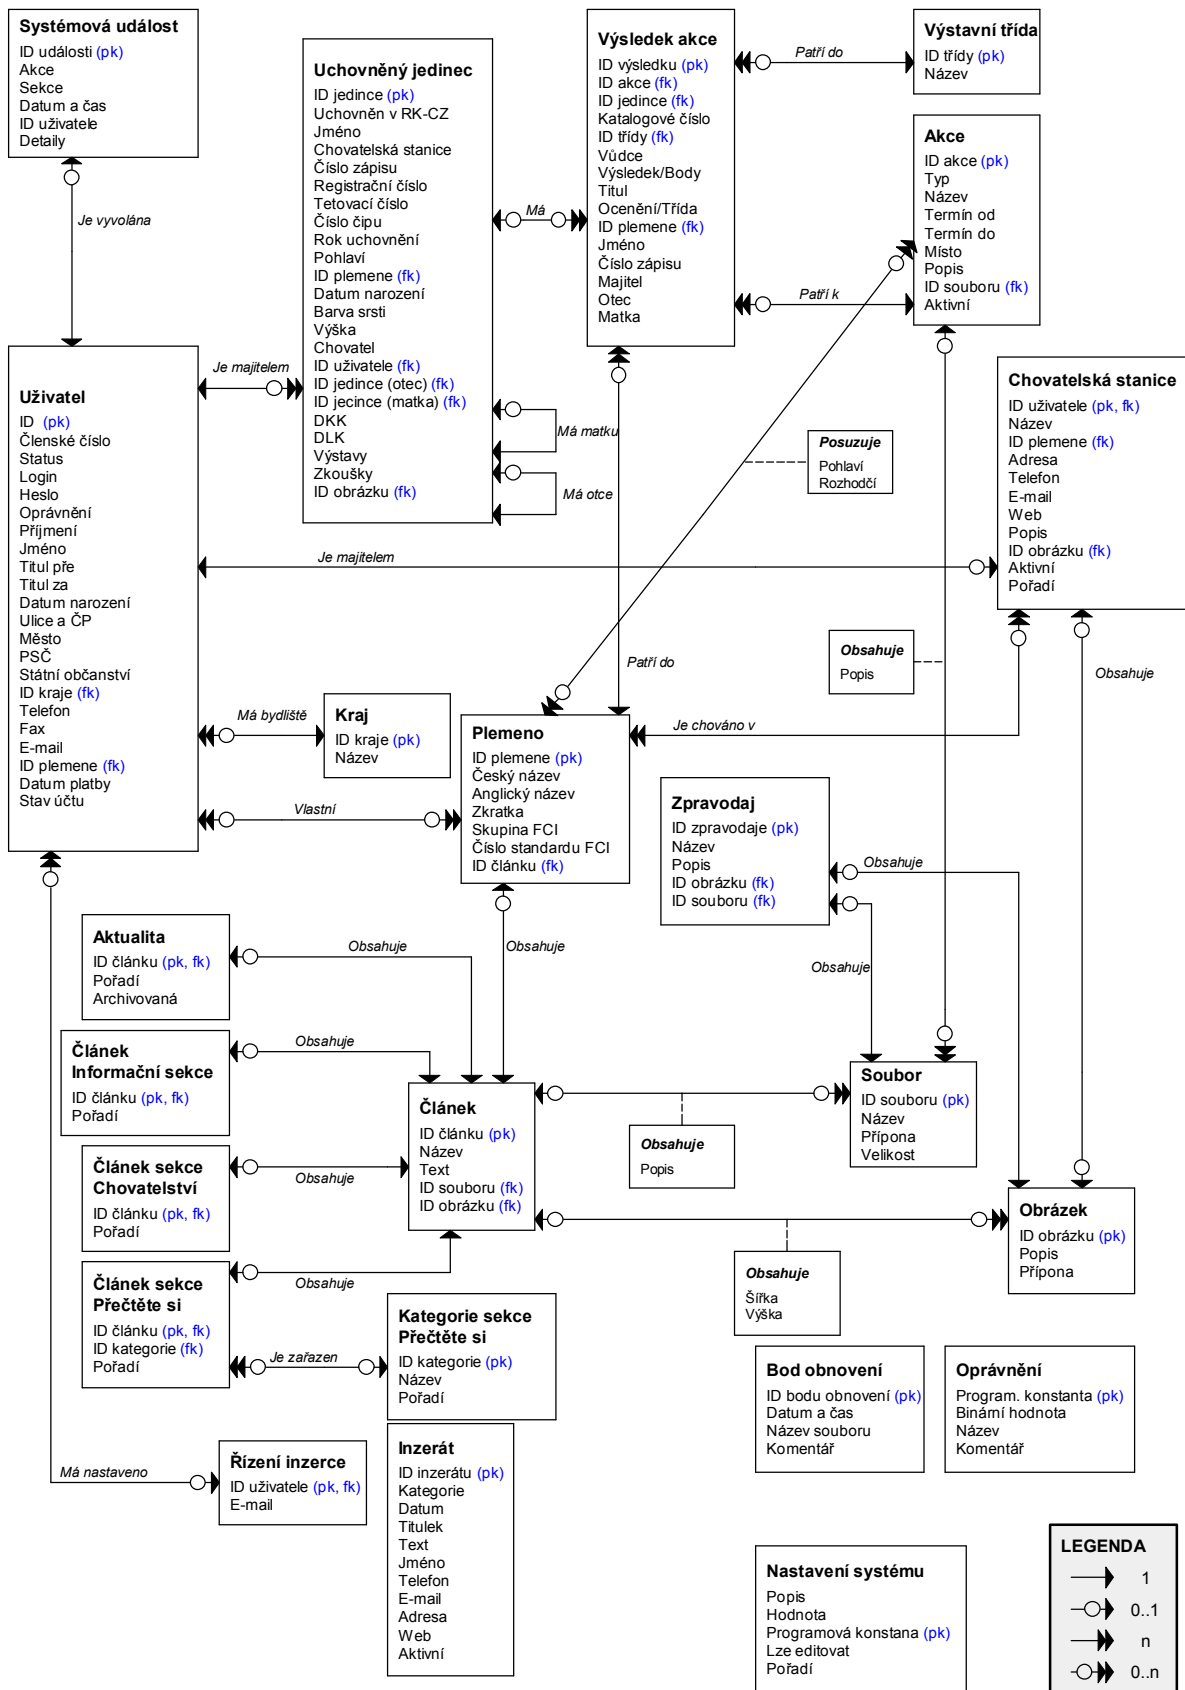 Systémová událost
ID události (pk)
Akce
Sekce
Datum a čas
ID uživatele
Detaily
Je vyvolána
Uchovněný jedinec
ID jedince (pk)
Uchovněn v RK-CZ
Jméno
Chovatelská stanice
Číslo zápisu
Registrační číslo
Tetovací číslo
Číslo čipu
Rok uchovnění
Pohlaví
ID plemene (fk)
Datum narození
Barva srsti
Výška
Chovatel
ID uživatele (fk)
ID jedince (otec) (fk)
ID jecince (matka) (fk)
DKK
DLK
Výstavy
Zkoušky
ID obrázku (fk)
Má
Má matku
Má otce
Výsledek akce
ID výsledku (pk)
ID akce (fk)
ID jedince (fk)
Katalogové číslo
ID třídy (fk)
Vůdce
Výsledek/Body
Titul
Ocenění/Třída
ID plemene (fk)
Jméno
Číslo zápisu
Majitel
Otec
Matka
Patří do
Výstavní třída
ID třídy (pk)
Název
Akce
ID akce (pk)
Typ
Název
Termín od
Termín do
Místo
Popis
ID souboru (fk)
Aktivní
Patří k
Uživatel
ID (pk)
Členské číslo
Status
Login
Heslo
Oprávnění
Příjmení
Jméno
Titul pře
Titul za
Datum narození
Ulice a ČP
Město
PSČ
Státní občanství
ID kraje (fk)
Telefon
Fax
E-mail
ID plemene (fk)
Datum platby
Stav účtu
Je majitelem
Je majitelem
Posuzuje
Pohlaví
Rozhodčí
Chovatelská stanice
ID uživatele (pk, fk)
Název
ID plemene (fk)
Adresa
Telefon
E-mail
Web
Popis
ID obrázku (fk)
Aktivní
Pořadí
Obsahuje
Popis
Obsahuje
Patří do
Má bydliště
Kraj
ID kraje (pk)
Název
Vlastní
Plemeno
ID plemene (pk)
Český název
Anglický název
Zkratka
Skupina FCI
Číslo standardu FCI
ID článku (fk)
Je chováno v
Zpravodaj
ID zpravodaje (pk)
Název
Popis
ID obrázku (fk)
ID souboru (fk)
Obsahuje
Obsahuje
Aktualita
ID článku (pk, fk)
Pořadí
Archivovaná
Obsahuje
Obsahuje
Článek
Informační sekce
ID článku (pk, fk)
Pořadí
Obsahuje
Článek sekce
Chovatelství
ID článku (pk, fk)
Pořadí
Obsahuje
Článek
ID článku (pk)
Název
Text
ID souboru (fk)
ID obrázku (fk)
Obsahuje
Popis
Soubor
ID souboru (pk)
Název
Přípona
Velikost
Obrázek
ID obrázku (pk)
Popis
Přípona
Článek sekce
Přečtěte si
ID článku (pk, fk)
ID kategorie (fk)
Pořadí
Obsahuje
Je zařazen
Kategorie sekce
Přečtěte si
ID kategorie (pk)
Název
Pořadí
Obsahuje
Šířka
Výška
Bod obnovení
ID bodu obnovení (pk)
Datum a čas
Název souboru
Komentář
Oprávnění
Program. konstanta (pk)
Binární hodnota
Název
Komentář
Má nastaveno
Řízení inzerce
ID uživatele (pk, fk)
E-mail
Inzerát
ID inzerátu (pk)
Kategorie
Datum
Titulek
Text
Jméno
Telefon
E-mail
Adresa
Web
Aktivní
Nastavení systému
Popis
Hodnota
Programová konstana (pk)
Lze editovat
Pořadí
LEGENDA
1
0..1
n
0..n